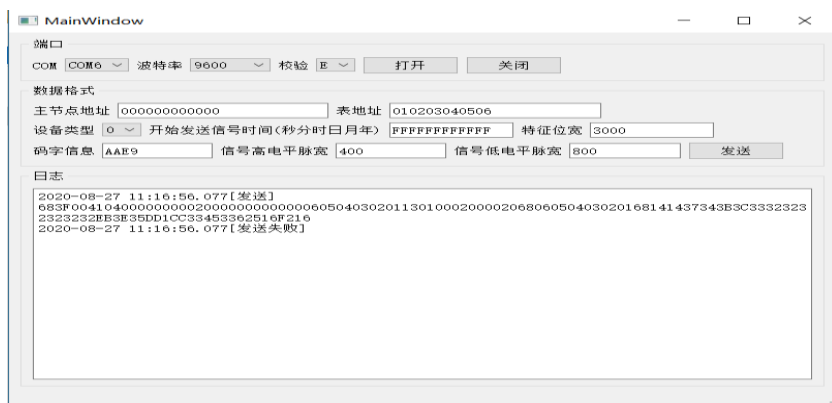 MainWindow
端口
COM COM6 波特率 9600 校验 E 打开 关闭
数据格式
主节点地址 000000000000 表地址 010203040506
设备类型 0 开始发送信号时间(秒分时日月年) FFFFFFFFFFFF 特征位宽 3000
码字信息 AAE9 信号高电平脉宽 400 信号低电平脉宽 800 发送
日志
2020-08-27 11:16:56.077[发送]
683F0041040000000002000000000000060504030201130100020000206806050403020168141437343B3C3332323
2323232EB3E35DD1CC33453362516F216
2020-08-27 11:16:56.077[发送失败]